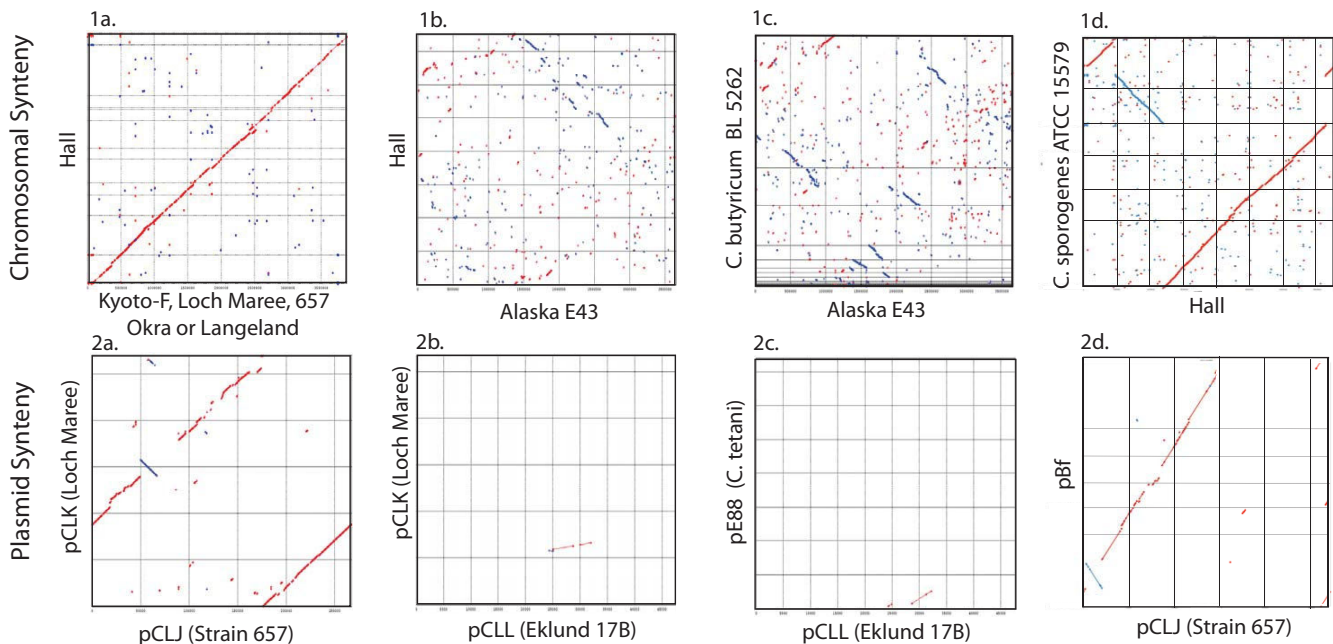 1a.
1b.
1c.
1d.
Chromosomal Synteny
Hall
Hall
C. butyricum BL 5262
C. sporogenes ATCC 15579
Kyoto-F, Loch Maree, 657
Okra or Langeland
Alaska E43
Alaska E43
Hall
2a.
2b.
2c.
2d.
Plasmid Synteny
pCLK (Loch Maree)
pCLK (Loch Maree)
pE88 (C. tetani)
pBf
pCLJ (Strain 657)
pCLL (Eklund 17B)
pCLL (Eklund 17B)
pCLJ (Strain 657)